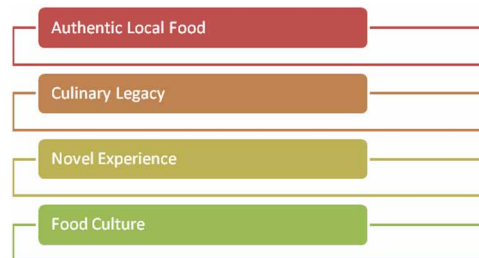 Authentic Local Food
Culinary Legacy
Novel Experience
Food Culture